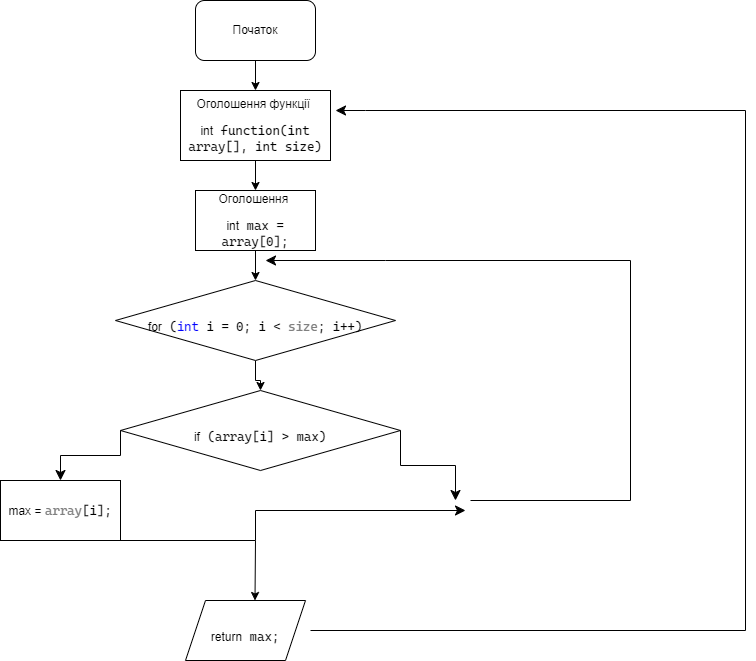 Початок
Оголошення функції
int function(int
array[], int size)
Оголошення
int max =
array[0];
for (int i = 0; i < size; i++)
if (array[i] > max)
max = array[i];
return max;